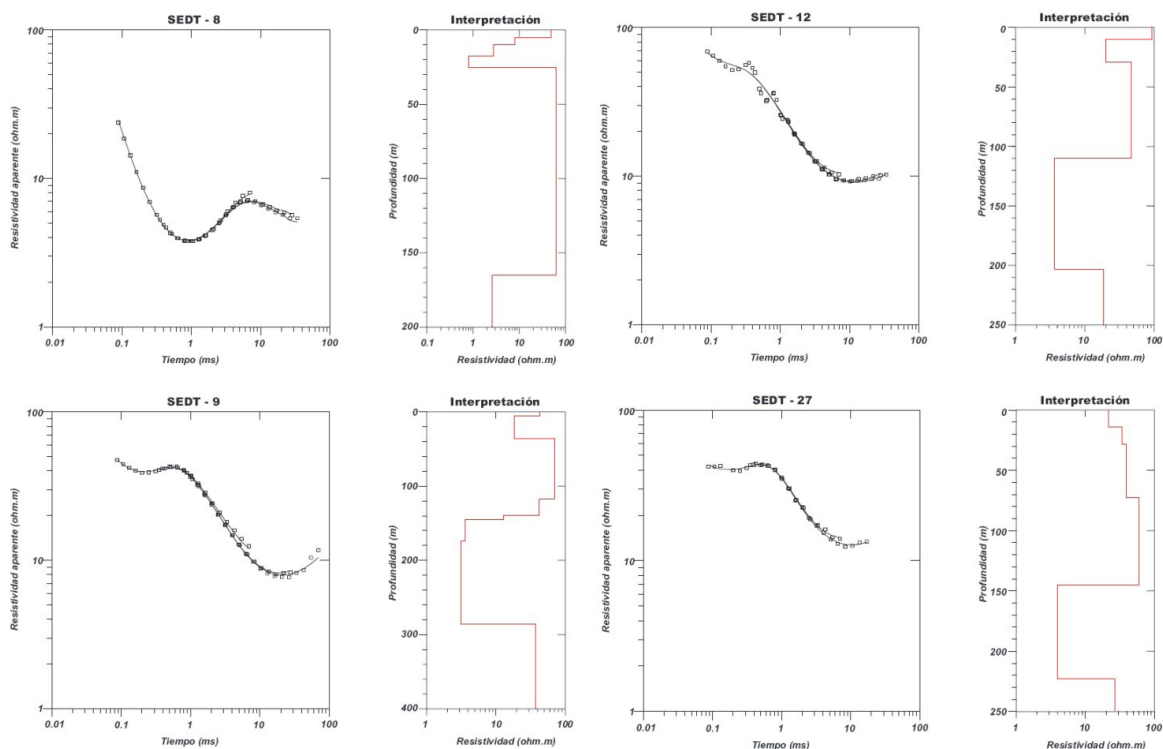 SEDT - 8
Resistividad aparente (ohm.m)
100
10
1
0.01
0.1
1
10
100
Tiempo (ms)
Interpretación
Profundidad (m)
0
50
100
150
200
0.1
1
10
100
Resistividad (ohm.m)
SEDT - 12
Resistividad aparente (ohm.m)
100
10
1
0.01
0.1
1
10
100
Tiempo (ms)
Interpretación
Profundidad (m)
0
50
100
150
200
250
1
10
100
Resistividad (ohm.m)
SEDT - 9
Resistividad aparente (ohm.m)
100
10
1
0.01
0.1
1
10
100
Tiempo (ms)
Interpretación
Profundidad (m)
0
100
200
300
400
1
10
100
Resistividad (ohm.m)
SEDT - 27
Resistividad aparente (ohm.m)
100
10
1
0.01
0.1
1
10
100
Tiempo (ms)
Interpretación
Profundidad (m)
0
50
100
150
200
250
1
10
100
Resistividad (ohm.m)